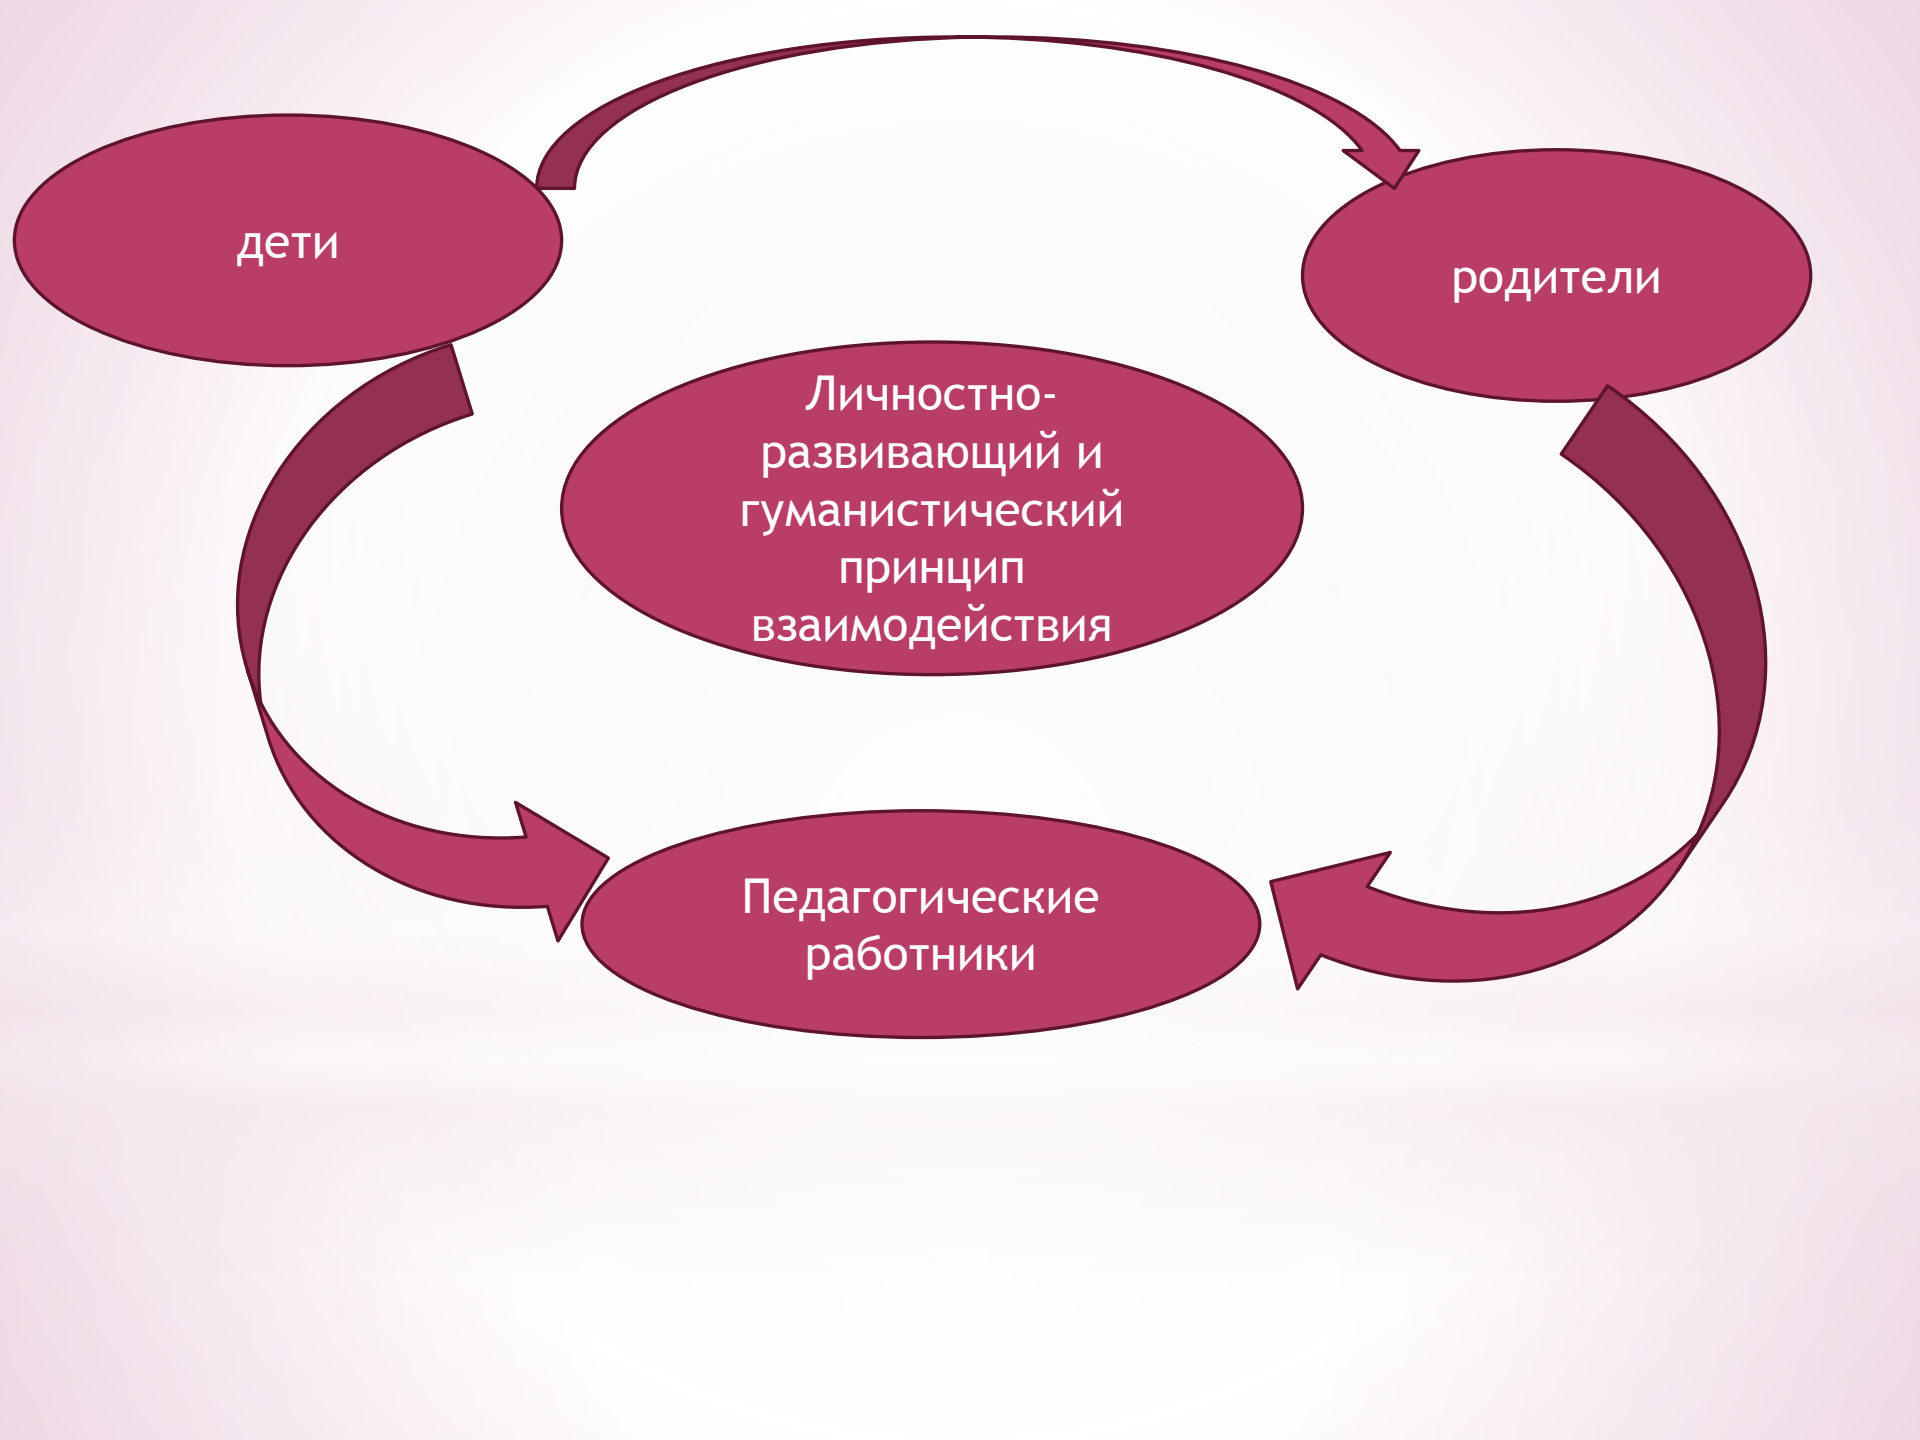 дети
родители
Личностно-
развивающий и
гуманистический
принцип
взаимодействия
Педагогические
работники